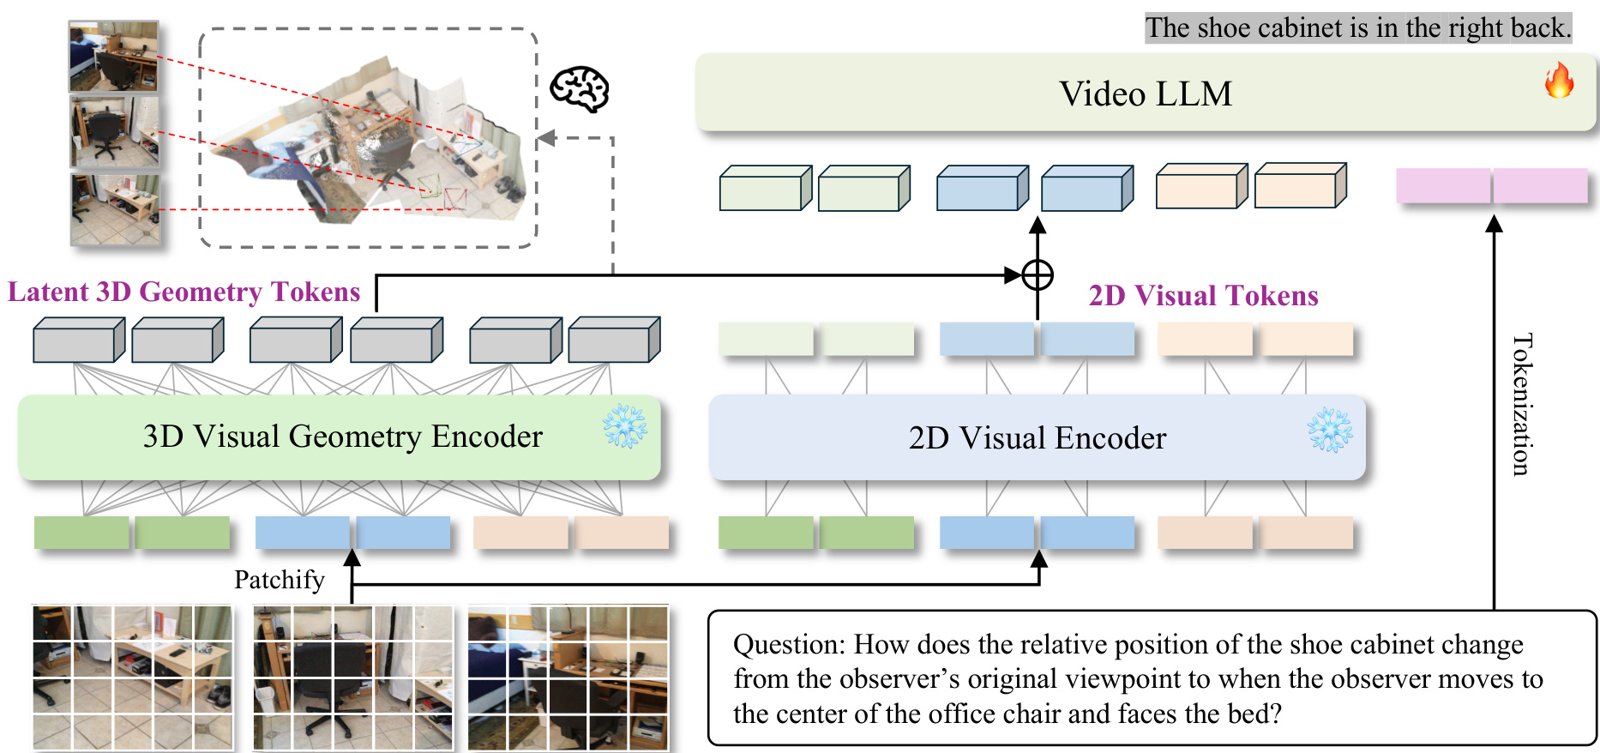 The shoe cabinet is in the right back.
Video LLM
Latent 3D Geometry Tokens
2D Visual Tokens
3D Visual Geometry Encoder
2D Visual Encoder
Tokenization
Patchify
Question: How does the relative position of the shoe cabinet change
from the observer’s original viewpoint to when the observer moves to
the center of the office chair and faces the bed?